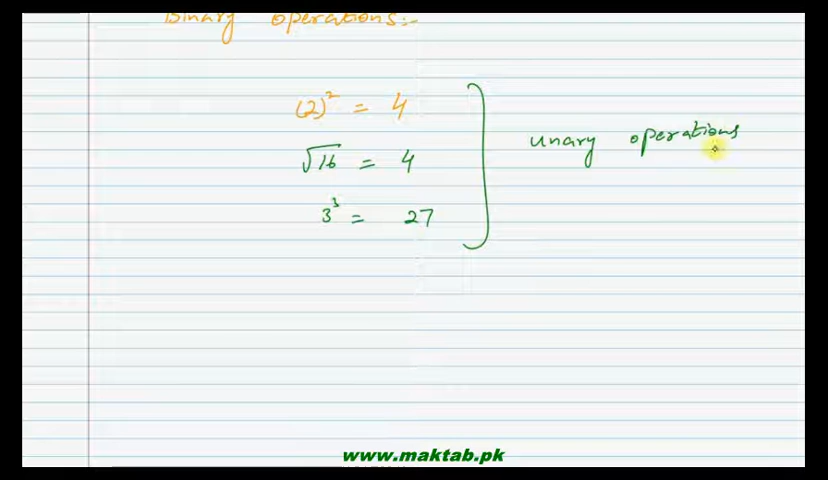 Binary operations:-
(2)² = 4
√16 = 4
3³ = 27
unary operations
www.maktab.pk